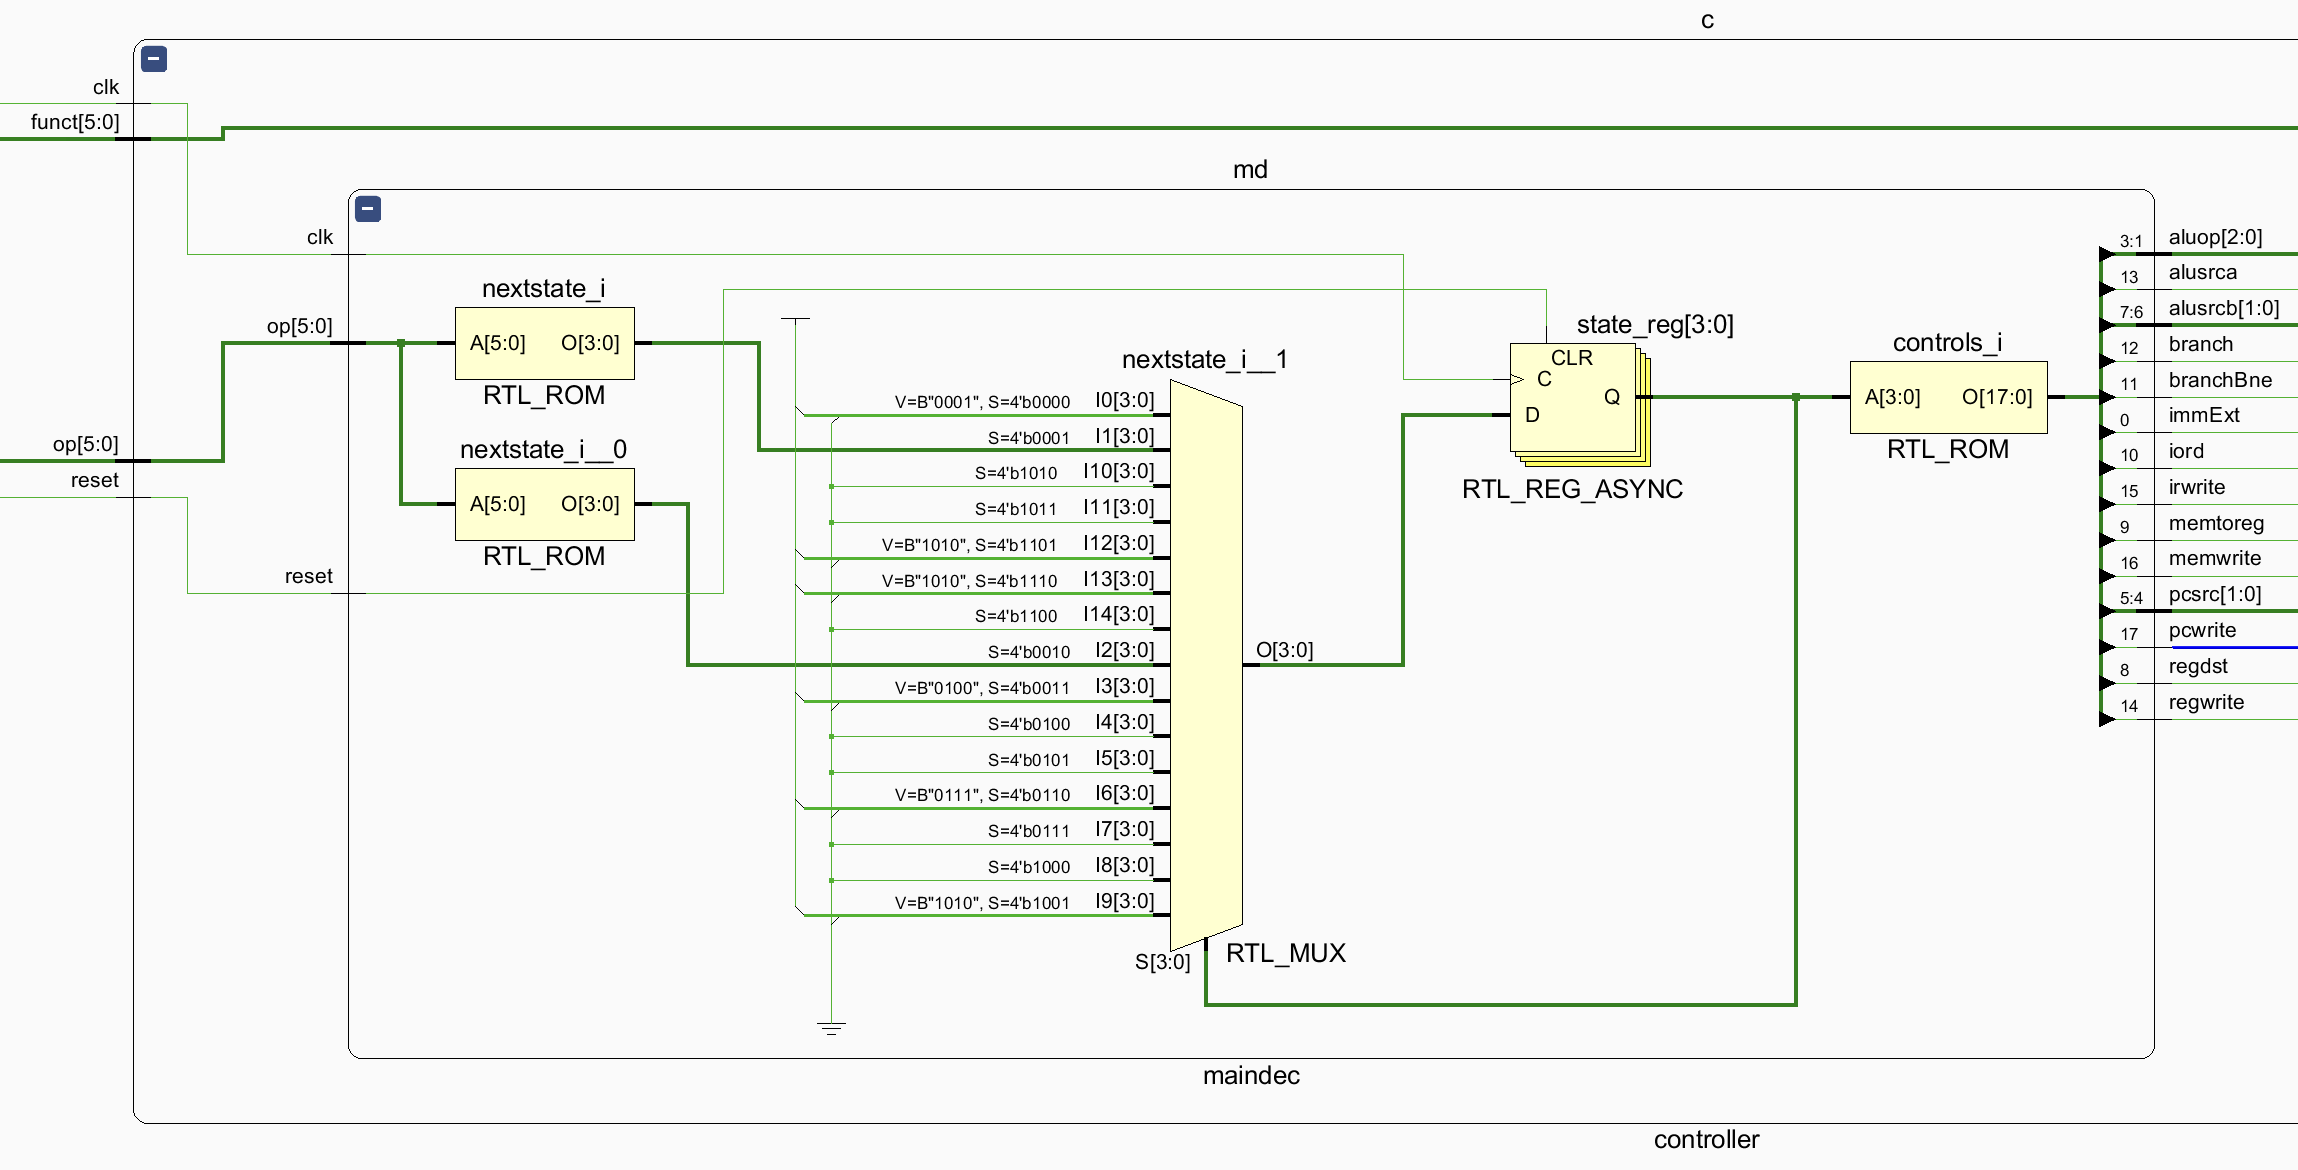 c
clk
funct[5:0]
md
clk
aluop[2:0]
3:1
alusrca
13
nextstate_i
alusrcb[1:0]
7:6
op[5:0]
state_reg[3:0]
A[5:0] O[3:0]
controls_i
branch
12
nextstate_i__1
CLR
C
branchBne
11
RTL_ROM
V=B"0001", S=4'b0000 I0[3:0]
Q
A[3:0] O[17:0]
D
immExt
0
S=4'b0001 I1[3:0]
op[5:0]
nextstate_i__0
RTL_ROM
iord
10
S=4'b1010 I10[3:0]
reset
RTL_REG_ASYNC
irwrite
15
A[5:0] O[3:0]
S=4'b1011 I11[3:0]
memtoreg
9
V=B"1010", S=4'b1101 I12[3:0]
RTL_ROM
memwrite
16
reset
V=B"1010", S=4'b1110 I13[3:0]
pcsrc[1:0]
5:4
S=4'b1100 I14[3:0]
pcwrite
17
S=4'b0010 I2[3:0]
O[3:0]
regdst
8
V=B"0100", S=4'b0011 I3[3:0]
regwrite
14
S=4'b0100 I4[3:0]
S=4'b0101 I5[3:0]
V=B"0111", S=4'b0110 I6[3:0]
S=4'b0111 I7[3:0]
S=4'b1000 I8[3:0]
V=B"1010", S=4'b1001 I9[3:0]
S[3:0]
RTL_MUX
maindec
controller